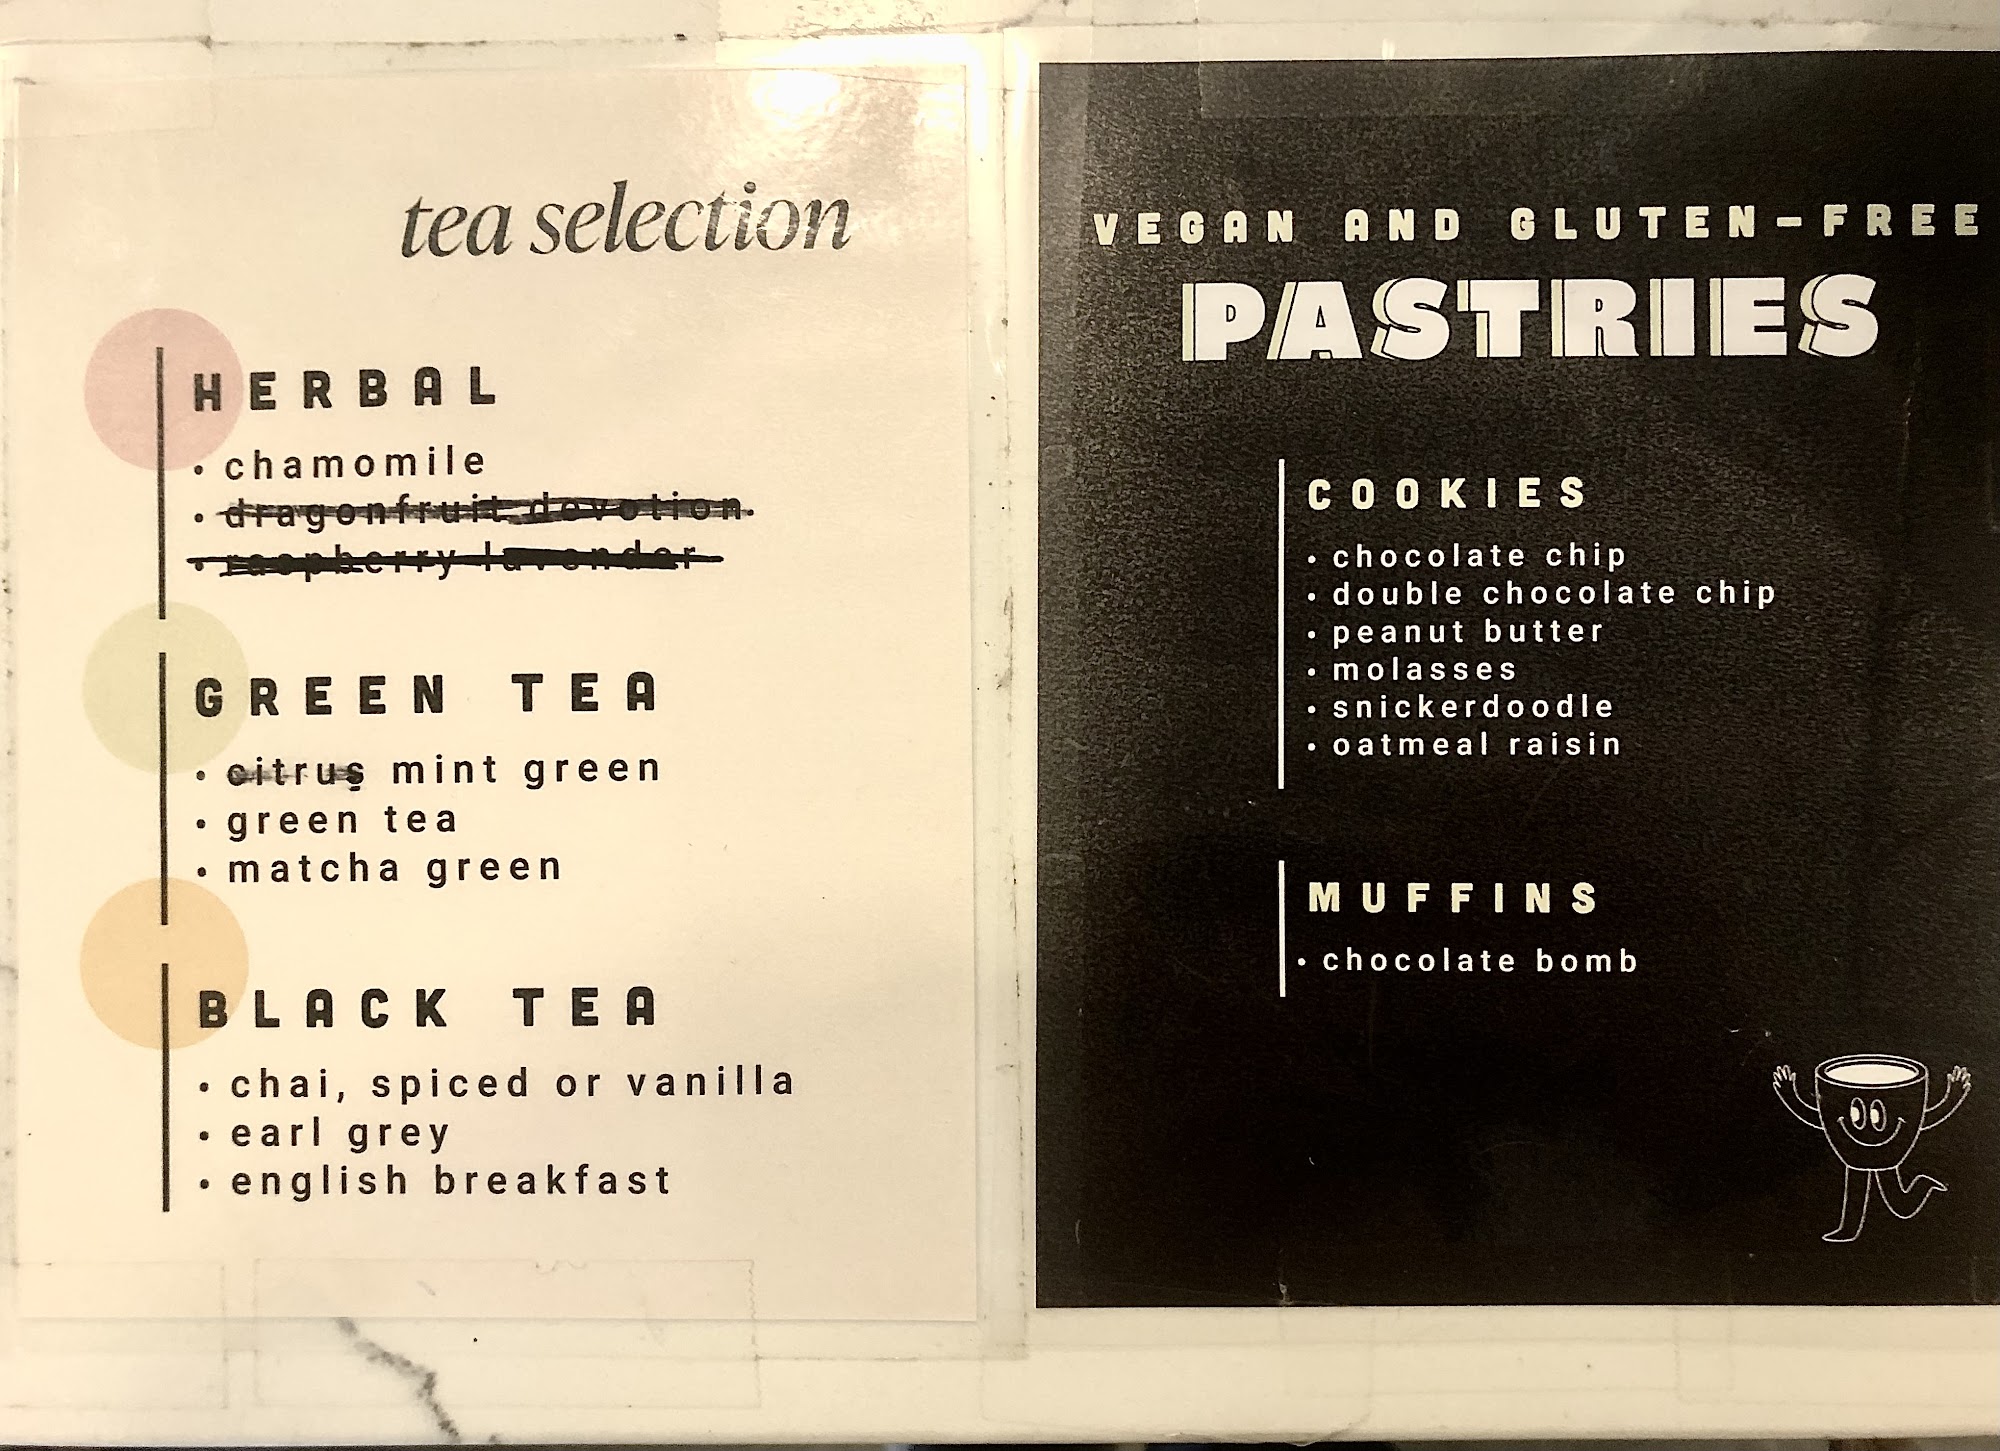 tea selection
HERBAL
• chamomile
• dragonfruit devotion
• raspberry lavender
GREEN TEA
• citrus mint green
• green tea
• matcha green
BLACK TEA
• chai, spiced or vanilla
• earl grey
• english breakfast
VEGAN AND GLUTEN-FREE
PASTRIES
COOKIES
• chocolate chip
• double chocolate chip
• peanut butter
• molasses
• snickerdoodle
• oatmeal raisin
MUFFINS
• chocolate bomb